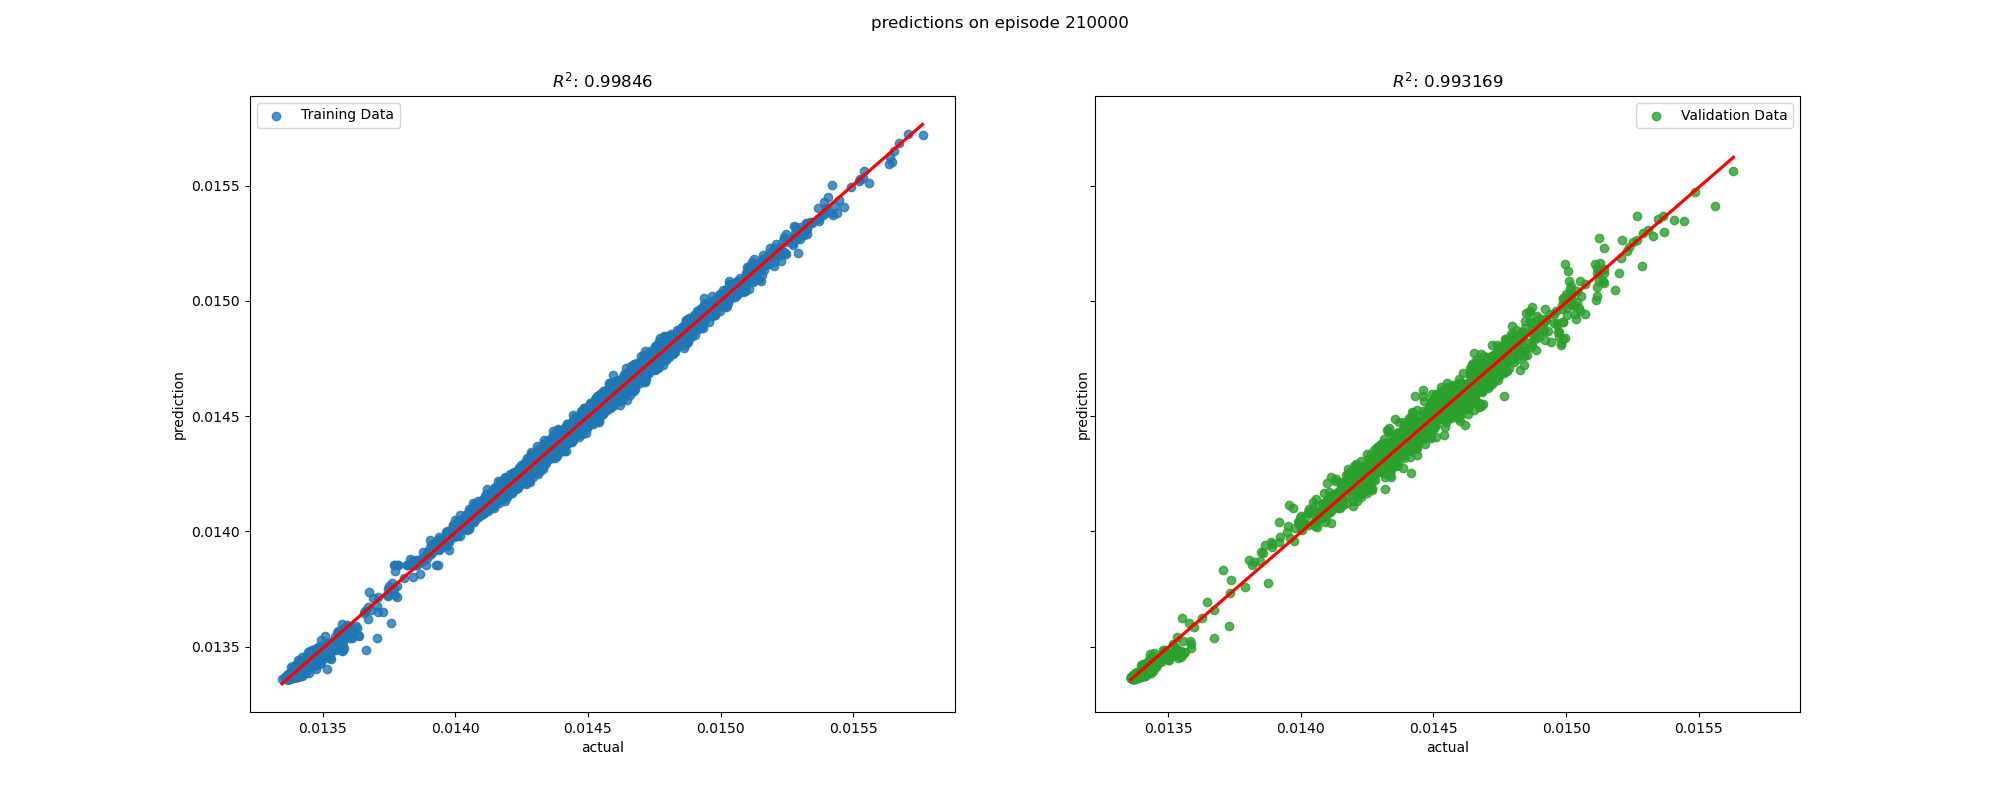 predictions on episode 210000
R²: 0.99846
Training Data
0.0155
0.0150
0.0145
0.0140
0.0135
prediction
0.0135 0.0140 0.0145 0.0150 0.0155
actual
R²: 0.993169
Validation Data
prediction
0.0135 0.0140 0.0145 0.0150 0.0155
actual